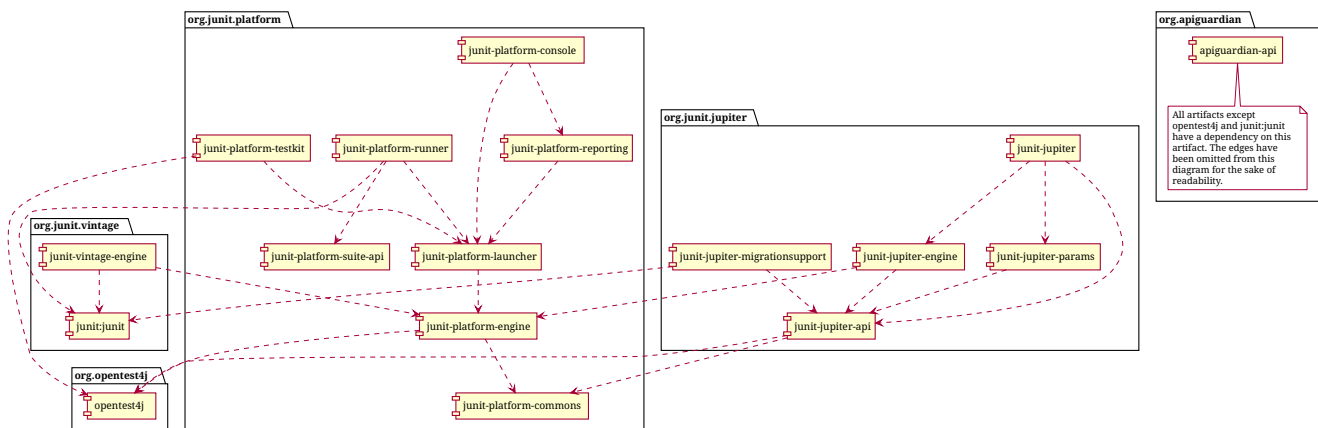 org.junit.platform
org.apiguardian
junit-platform-console
apiguardian-api
All artifacts except
opentest4j and junit:junit
have a dependency on this
artifact. The edges have
been omitted from this
diagram for the sake of
readability.
org.junit.jupiter
junit-platform-testkit
junit-platform-runner
junit-platform-reporting
junit-jupiter
org.junit.vintage
junit-vintage-engine
junit-platform-suite-api
junit-platform-launcher
junit-jupiter-migrationsupport
junit-jupiter-engine
junit-jupiter-params
junit:junit
junit-platform-engine
junit-jupiter-api
org.opentest4j
opentest4j
junit-platform-commons